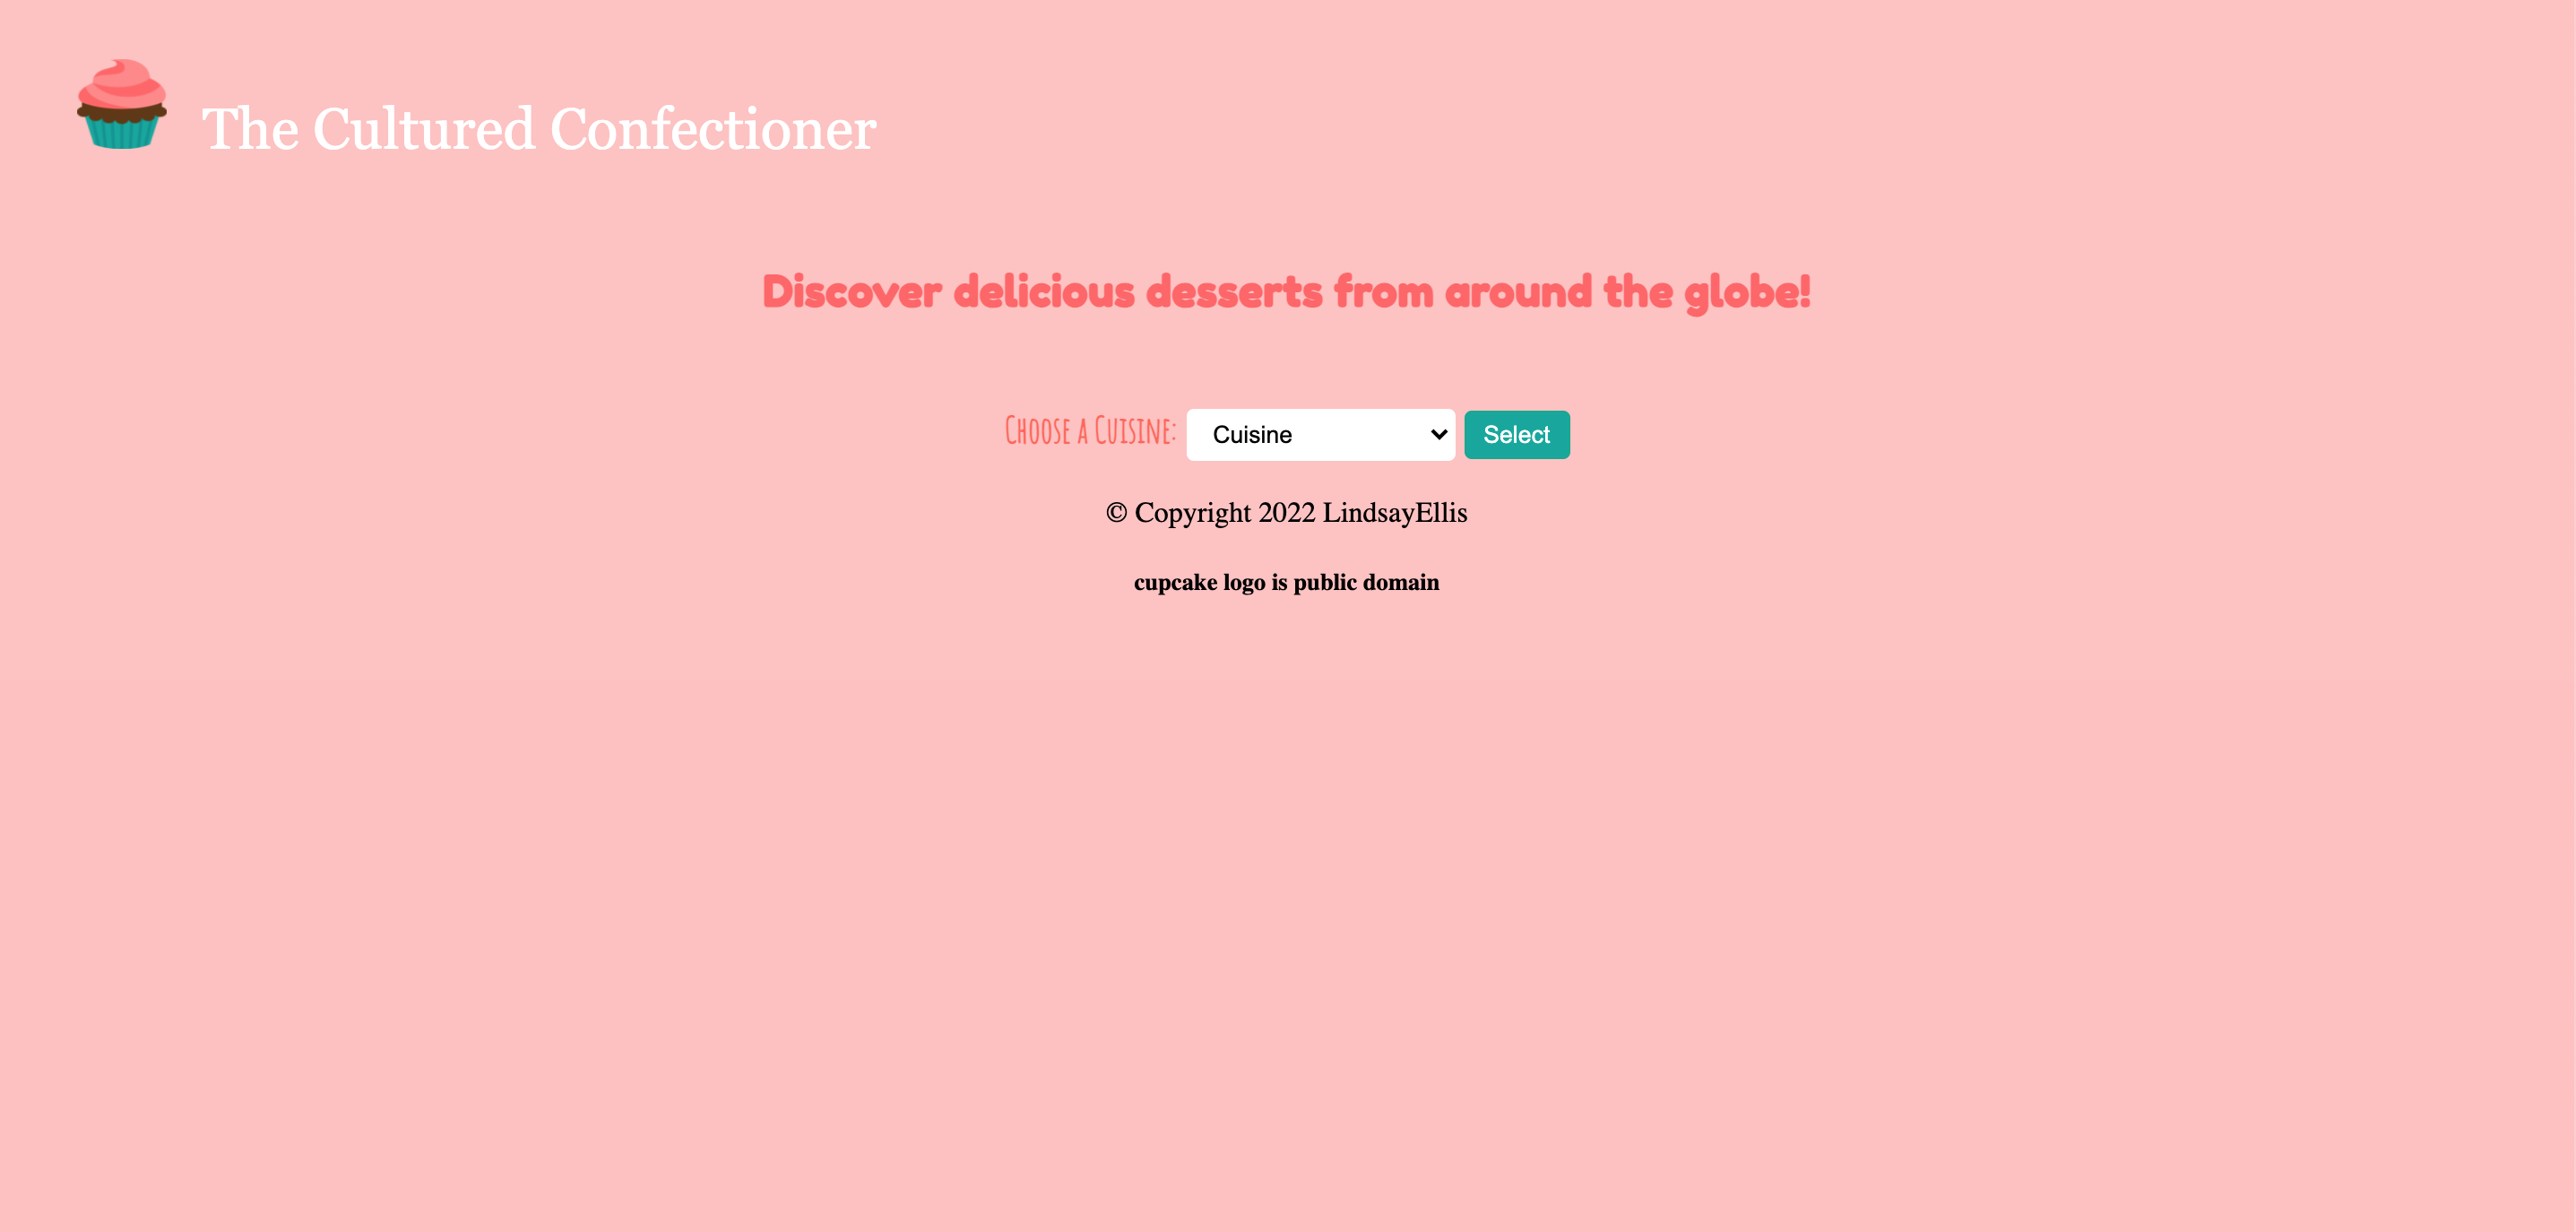 The Cultured Confectioner
Discover delicious desserts from around the globe!
Choose a Cuisine: Cuisine Select
© Copyright 2022 LindsayEllis
cupcake logo is public domain